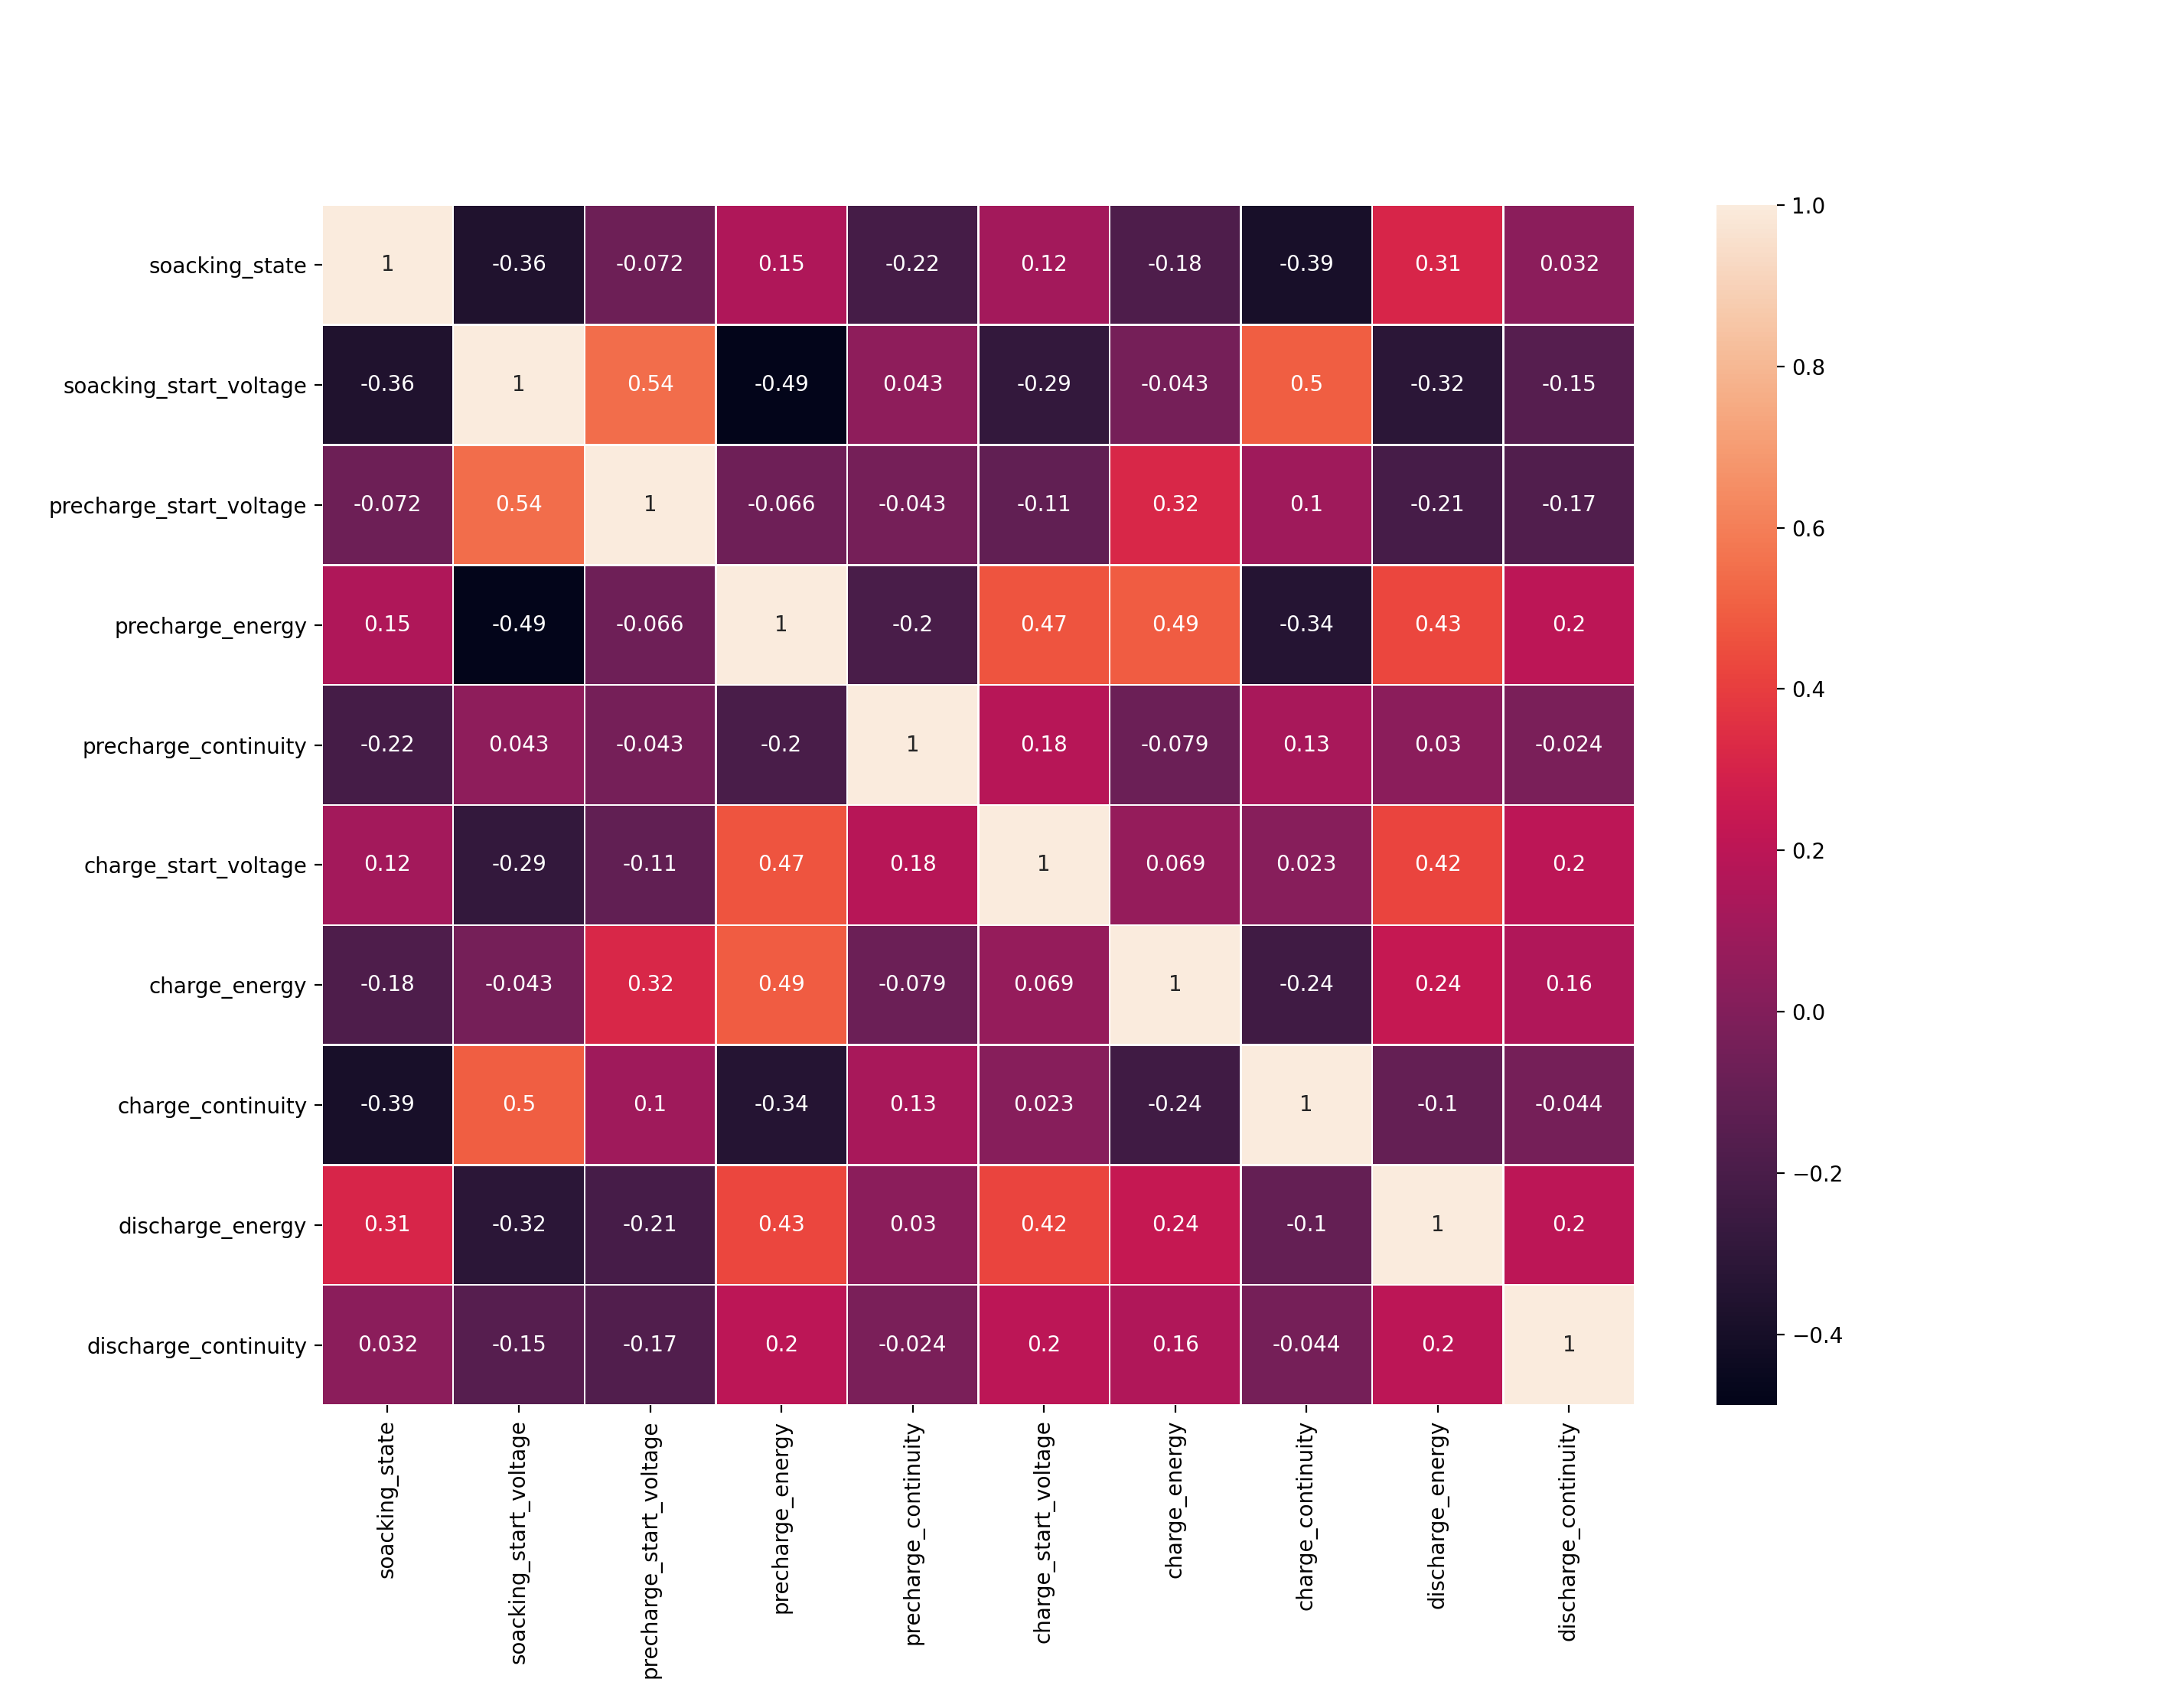 soacking_state 1 -0.36 -0.072 0.15 -0.22 0.12 -0.18 -0.39 0.31 0.032
soacking_start_voltage -0.36 1 0.54 -0.49 0.043 -0.29 -0.043 0.5 -0.32 -0.15
precharge_start_voltage -0.072 0.54 1 -0.066 -0.043 -0.11 0.32 0.1 -0.21 -0.17
precharge_energy 0.15 -0.49 -0.066 1 -0.2 0.47 0.49 -0.34 0.43 0.2
precharge_continuity -0.22 0.043 -0.043 -0.2 1 0.18 -0.079 0.13 0.03 -0.024
charge_start_voltage 0.12 -0.29 -0.11 0.47 0.18 1 0.069 0.023 0.42 0.2
charge_energy -0.18 -0.043 0.32 0.49 -0.079 0.069 1 -0.24 0.24 0.16
charge_continuity -0.39 0.5 0.1 -0.34 0.13 0.023 -0.24 1 -0.1 -0.044
discharge_energy 0.31 -0.32 -0.21 0.43 0.03 0.42 0.24 -0.1 1 0.2
discharge_continuity 0.032 -0.15 -0.17 0.2 -0.024 0.2 0.16 -0.044 0.2 1
soacking_state
soacking_start_voltage
precharge_start_voltage
precharge_energy
precharge_continuity
charge_start_voltage
charge_energy
charge_continuity
discharge_energy
discharge_continuity
1.0
0.8
0.6
0.4
0.2
0.0
−0.2
−0.4